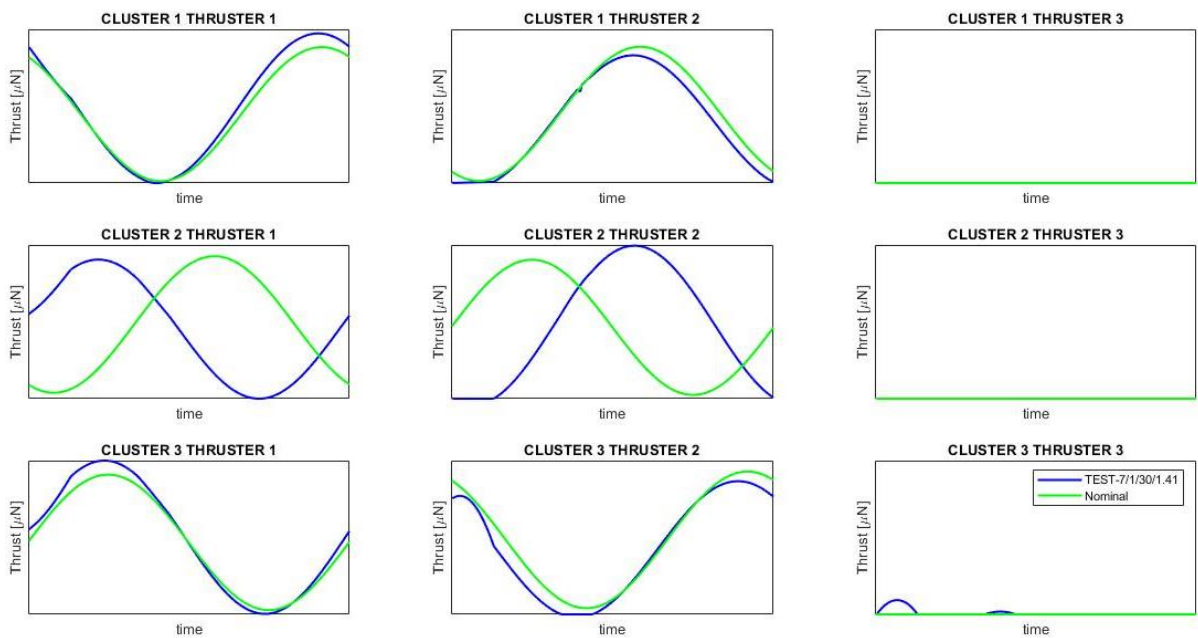 CLUSTER 1 THRUSTER 1
Thrust [μN]
time
CLUSTER 1 THRUSTER 2
Thrust [μN]
time
CLUSTER 1 THRUSTER 3
Thrust [μN]
time
CLUSTER 2 THRUSTER 1
Thrust [μN]
time
CLUSTER 2 THRUSTER 2
Thrust [μN]
time
CLUSTER 2 THRUSTER 3
Thrust [μN]
time
CLUSTER 3 THRUSTER 1
Thrust [μN]
time
CLUSTER 3 THRUSTER 2
Thrust [μN]
time
CLUSTER 3 THRUSTER 3
Thrust [μN]
TEST-7/1/30/1.41
Nominal
time